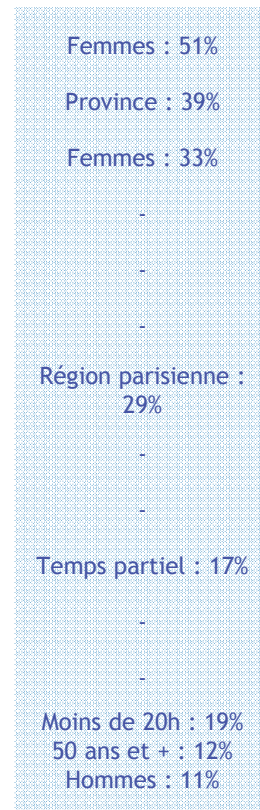 Femmes : 51%
Province : 39%
Femmes : 33%
-
-
-
Région parisienne :
29%
-
-
Temps partiel : 17%
-
-
Moins de 20h : 19%
50 ans et + : 12%
Hommes : 11%